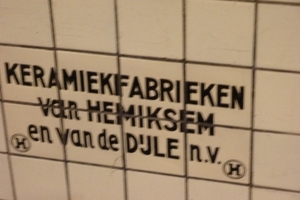 KERAMIEKFABRIEKEN
van HEMIKSEM
en van de DIJLE n.v.
H H